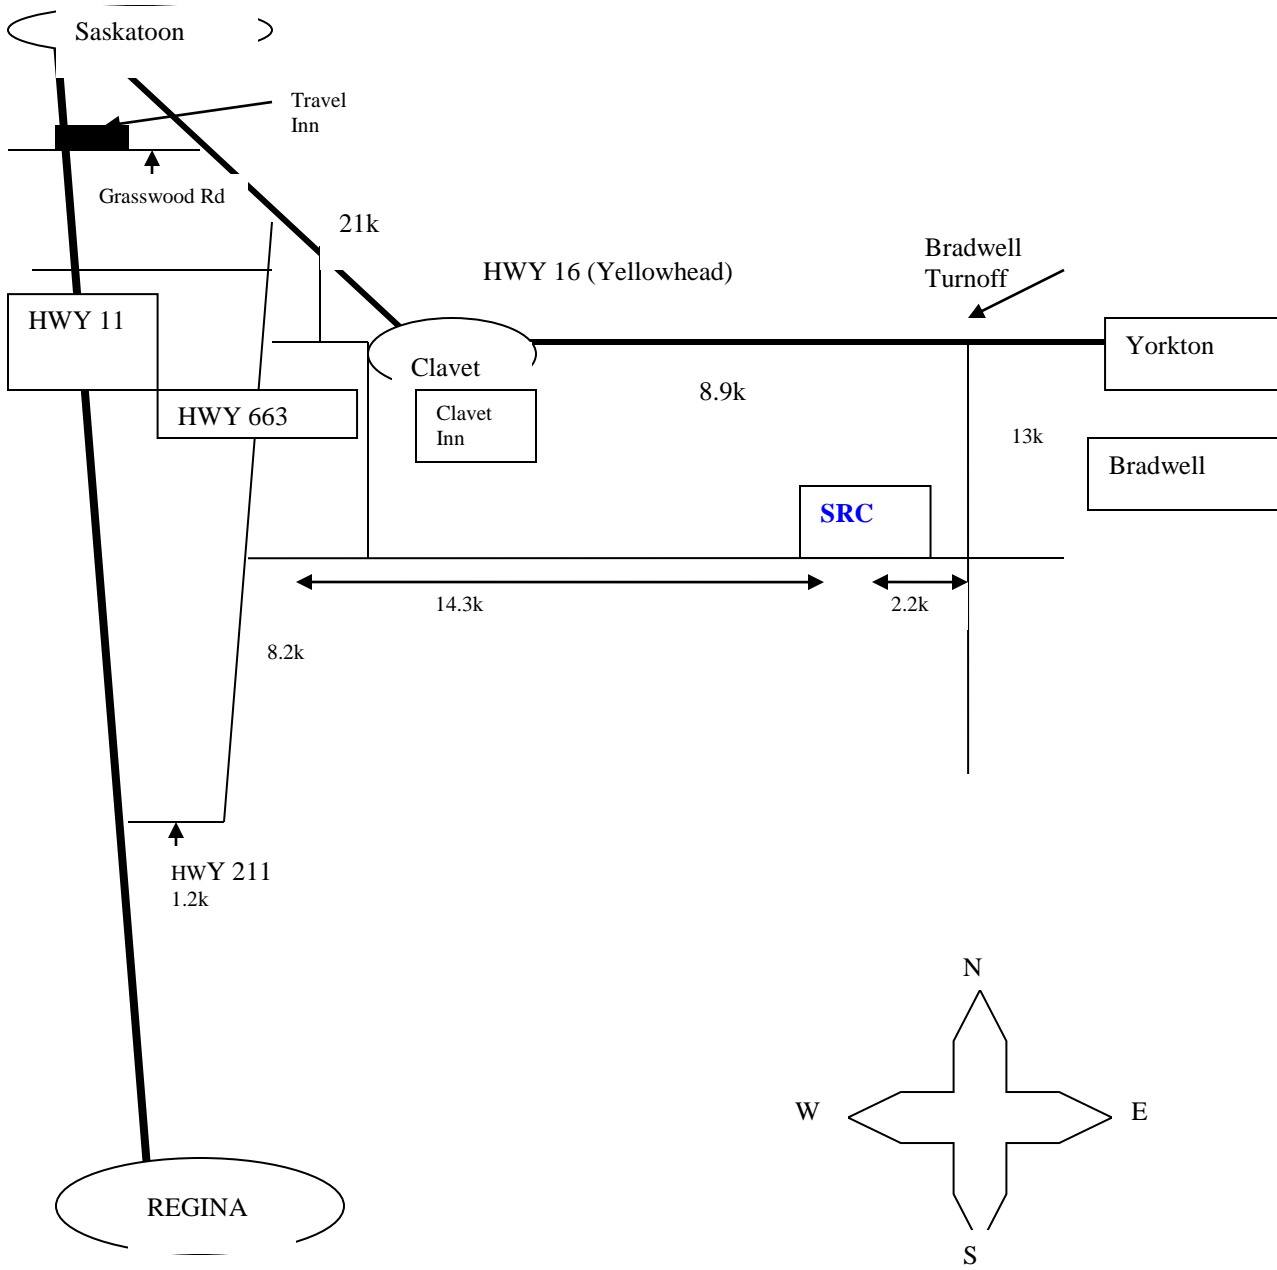 Saskatoon
Travel
Inn
Grasswood Rd
21k
Bradwell
Turnoff
HWY 16 (Yellowhead)
HWY 11
Yorkton
Clavet
8.9k
HWY 663
Clavet
Inn
13k
Bradwell
SRC
14.3k
2.2k
8.2k
HWY 211
1.2k
N
W
E
REGINA
S